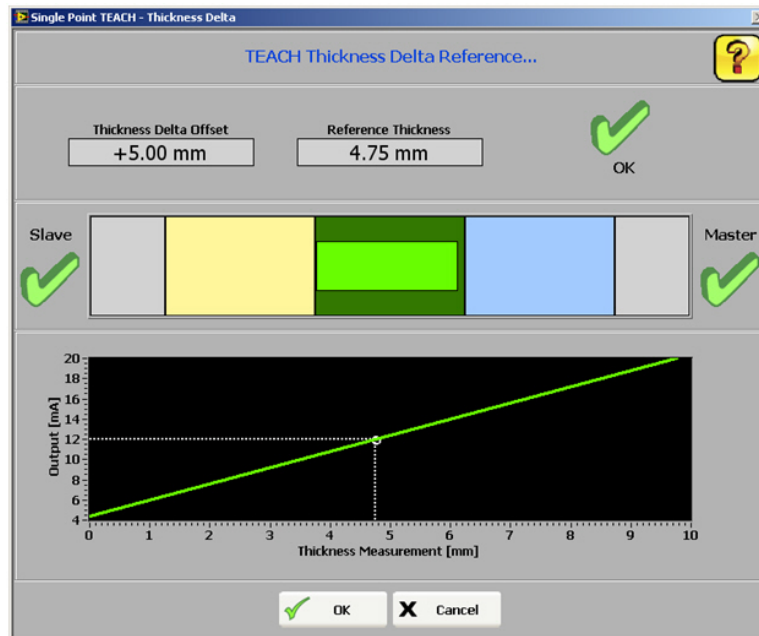 Single Point TEACH - Thickness Delta
TEACH Thickness Delta Reference...
Thickness Delta Offset
Reference Thickness
+5.00 mm
4.75 mm
OK
Slave
Master
20
18
16
14
12
10
8
6
4
Output [mA]
0 1 2 3 4 5 6 7 8 9 10
Thickness Measurement [mm]
OK
Cancel